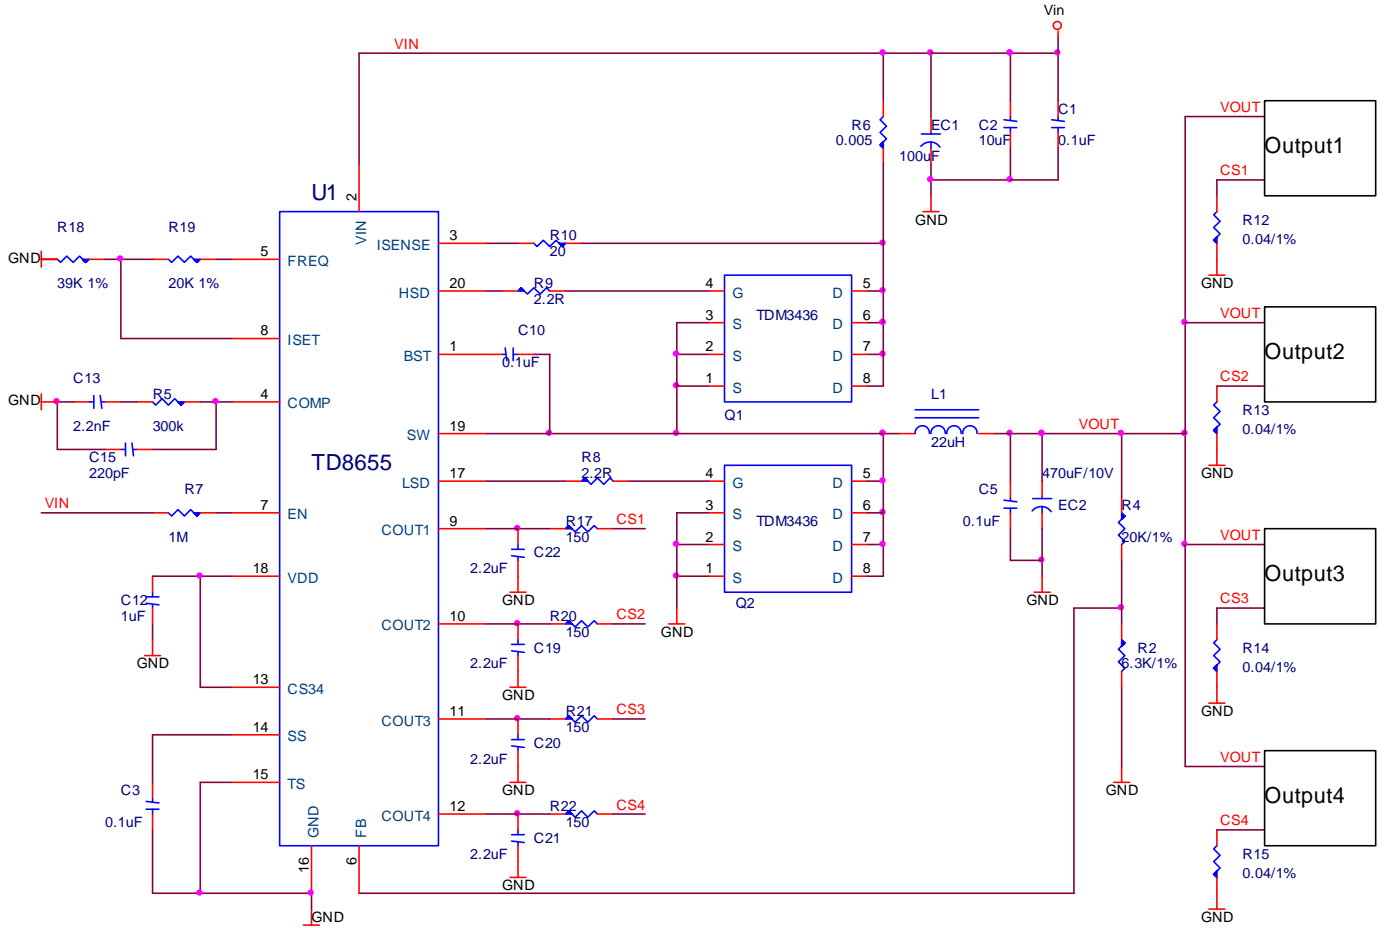 Vin
VIN
R6
0.005
EC1
100uF
C2
10uF
C1
0.1uF
GND
VOUT
Output1
CS1
R12
0.04/1%
GND
U1
2
VIN
R18
R19
GND
39K 1%
20K 1%
5
FREQ
8
ISET
3
ISENSE
R10
20
20
HSD
R9
2.2R
1
BST
C10
0.1uF
4
G
3
S
2
S
1
S
TDM3436
D
5
D
6
D
7
D
8
Q1
VOUT
Output2
CS2
R13
0.04/1%
GND
C13
R5
GND
2.2nF
300k
4
COMP
C15
220pF
19
SW
L1
22uH
VOUT
TD8655
VIN
R7
1M
7
EN
17
LSD
R8
2.2R
4
G
3
S
2
S
1
S
TDM3436
D
5
D
6
D
7
D
8
Q2
GND
C5
0.1uF
470uF/10V
EC2
GND
R4
20K/1%
R2
6.3K/1%
GND
9
COUT1
R17
150
CS1
C22
2.2uF
GND
18
VDD
C12
1uF
GND
10
COUT2
R20
150
CS2
C19
2.2uF
GND
VOUT
Output3
CS3
R14
0.04/1%
GND
13
CS34
14
SS
15
TS
C3
0.1uF
11
COUT3
R21
150
CS3
C20
2.2uF
GND
12
COUT4
R22
150
CS4
C21
2.2uF
GND
VOUT
Output4
CS4
R15
0.04/1%
GND
GND
16
FB
6
GND